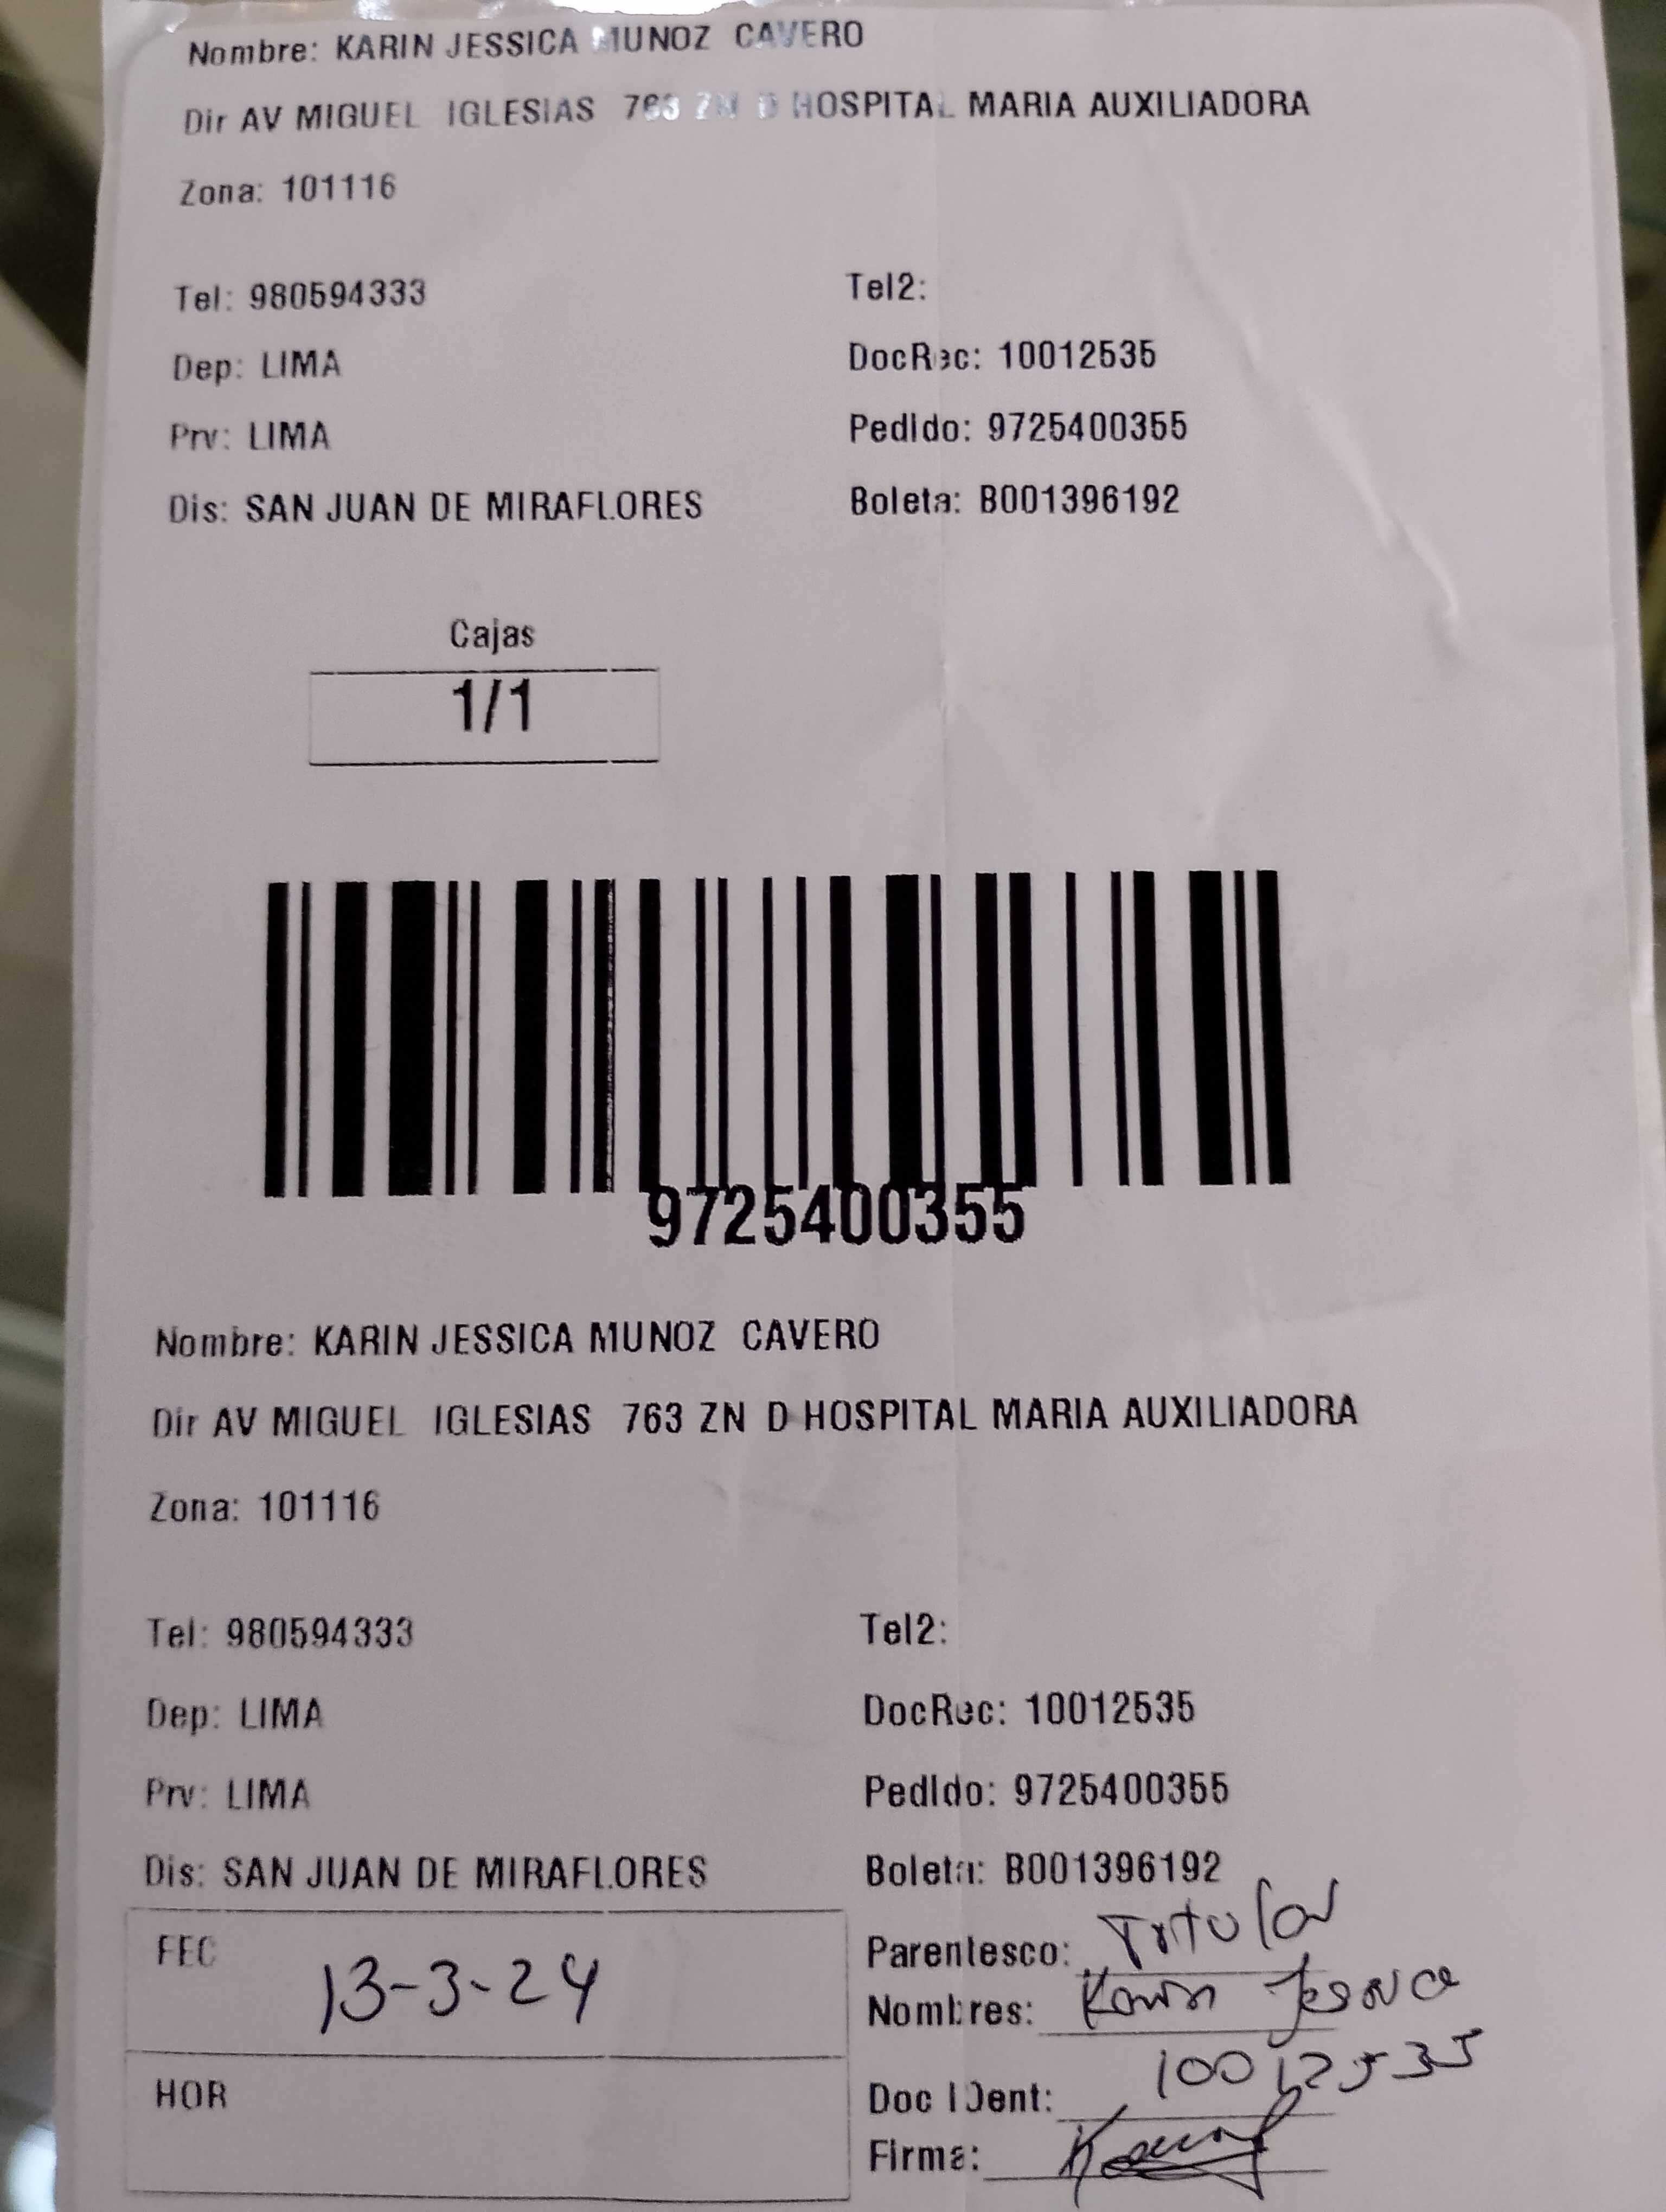 Nombre: KARIN JESSICA MUNOZ CAVERO
Dir AV MIGUEL IGLESIAS 763 ZN D HOSPITAL MARIA AUXILIADORA
Zona: 101116
Tel: 980594333 Tel2:
Dep: LIMA DocRec: 10012535
Prv: LIMA PedIdo: 9725400355
Dis: SAN JUAN DE MIRAFLORES Boleta: B001396192
Cajas
1/1
9725400355
Nombre: KARIN JESSICA MUNOZ CAVERO
Dir AV MIGUEL IGLESIAS 763 ZN D HOSPITAL MARIA AUXILIADORA
Zona: 101116
Tel: 980594333 Tel2:
Dep: LIMA DocRec: 10012535
Prv: LIMA PedIdo: 9725400355
Dis: SAN JUAN DE MIRAFLORES Boleta: B001396192
FEC 13-3-24
Parentesco: Titular
Nombres: Karin Jessica
HOR
Doc IDent: 10012535
Firma: